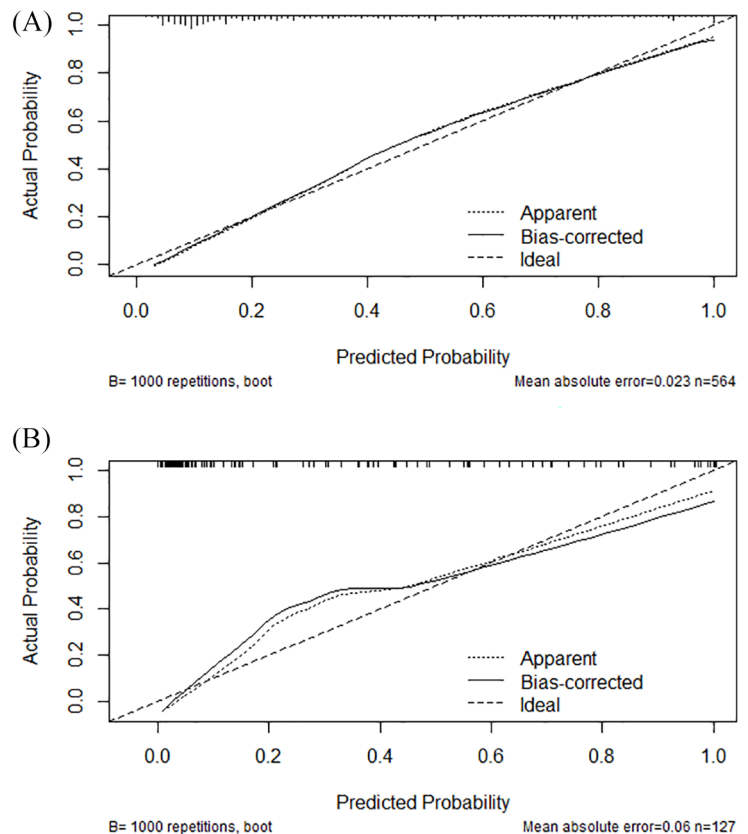 (A)
Actual Probability
0.0 0.2 0.4 0.6 0.8 1.0
Apparent
Bias-corrected
Ideal
0.0 0.2 0.4 0.6 0.8 1.0
Predicted Probability
B= 1000 repetitions, boot Mean absolute error=0.023 n=564
(B)
Actual Probability
0.0 0.2 0.4 0.6 0.8 1.0
Apparent
Bias-corrected
Ideal
0.0 0.2 0.4 0.6 0.8 1.0
Predicted Probability
B= 1000 repetitions, boot Mean absolute error=0.06 n=127